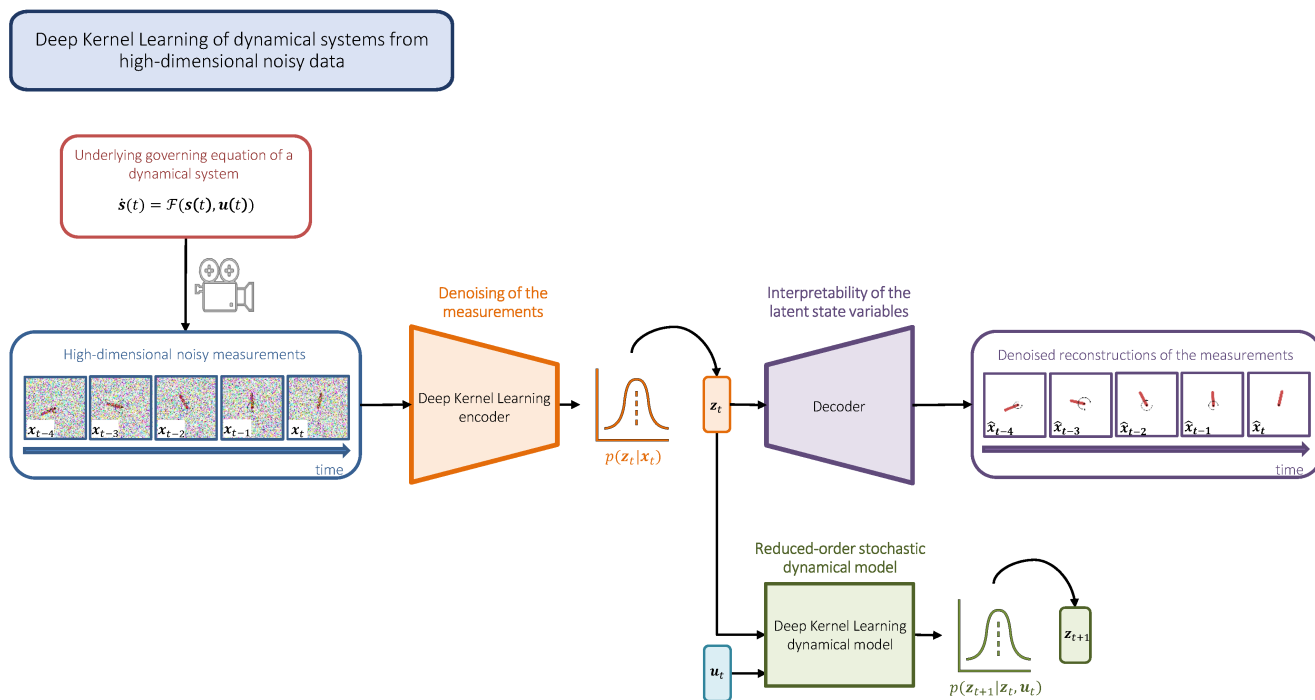 Deep Kernel Learning of dynamical systems from
high-dimensional noisy data
Underlying governing equation of a
dynamical system
ṡ(t) = ℱ(s(t), u(t))
High-dimensional noisy measurements
x_{t−4}
x_{t−3}
x_{t−2}
x_{t−1}
x_t
time
Denoising of the
measurements
Deep Kernel Learning
encoder
p(z_t|x_t)
z_t
Interpretability of the
latent state variables
Decoder
Denoised reconstructions of the measurements
x̂_{t−4}
x̂_{t−3}
x̂_{t−2}
x̂_{t−1}
x̂_t
time
Reduced-order stochastic
dynamical model
Deep Kernel Learning
dynamical model
u_t
p(z_{t+1}|z_t, u_t)
z_{t+1}